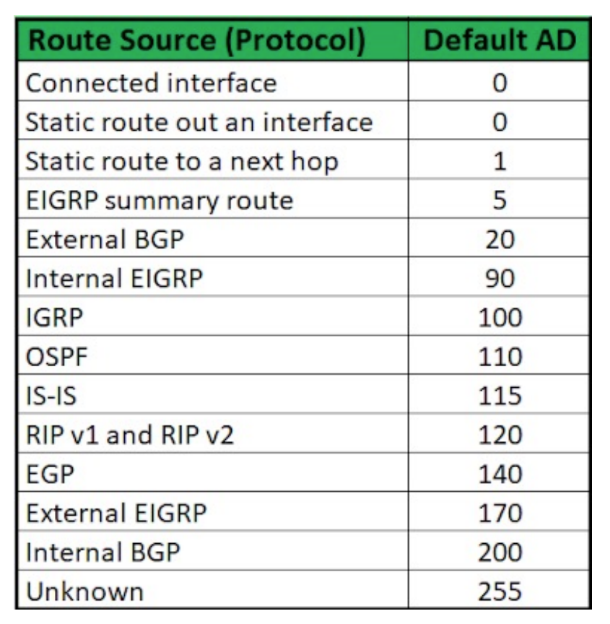 Route Source (Protocol) Default AD
Connected interface 0
Static route out an interface 0
Static route to a next hop 1
EIGRP summary route 5
External BGP 20
Internal EIGRP 90
IGRP 100
OSPF 110
IS-IS 115
RIP v1 and RIP v2 120
EGP 140
External EIGRP 170
Internal BGP 200
Unknown 255